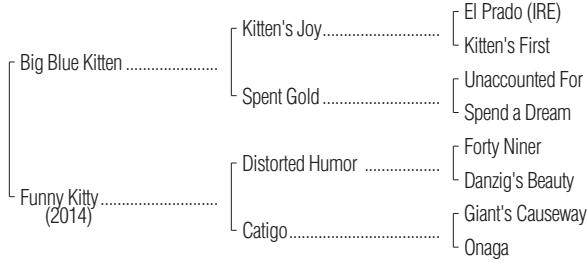 El Prado (IRE)
Kitten's Joy................................
Kitten's First
Big Blue Kitten ......................
Unaccounted For
Spent Gold ................................
Spend a Dream
Forty Niner
Distorted Humor ....................
Danzig's Beauty
Funny Kitty............................
(2014)
Giant's Causeway
Catigo........................................
Onaga